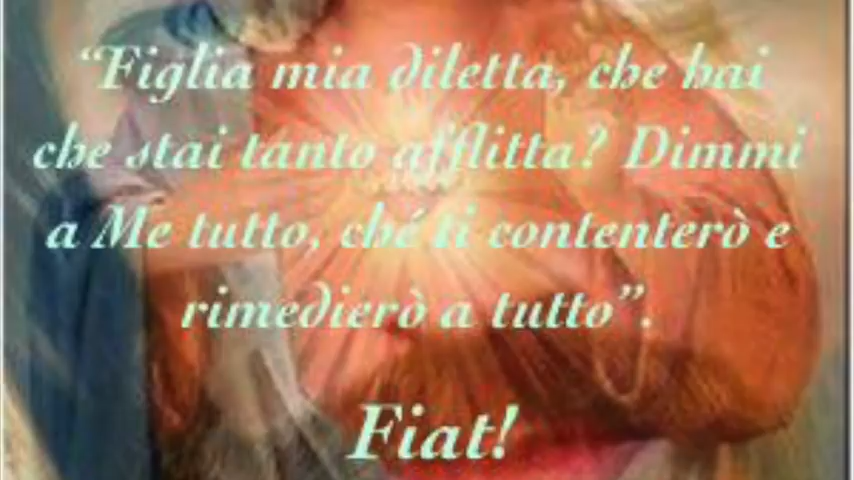 “Figlia mia diletta, che hai
che stai tanto afflitta? Dimmi
a Me tutto, ché ti contenterò e
rimedierò a tutto”.
Fiat!